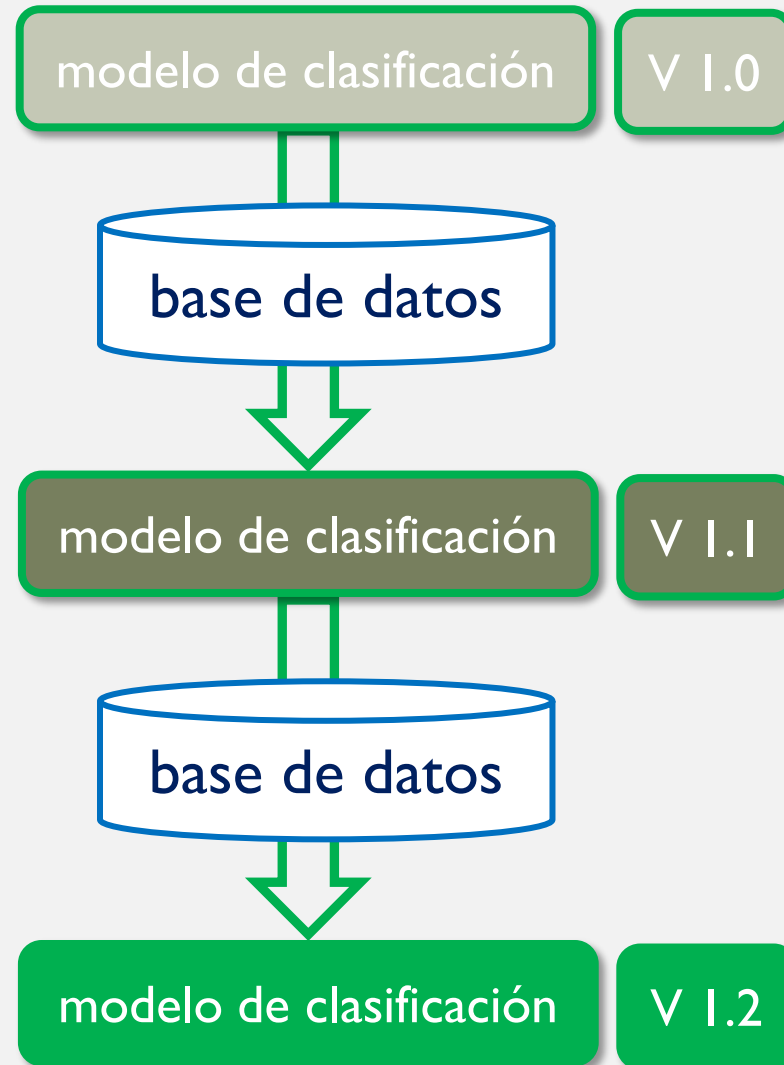 modelo de clasificación V 1.0
base de datos
modelo de clasificación V 1.1
base de datos
modelo de clasificación V 1.2